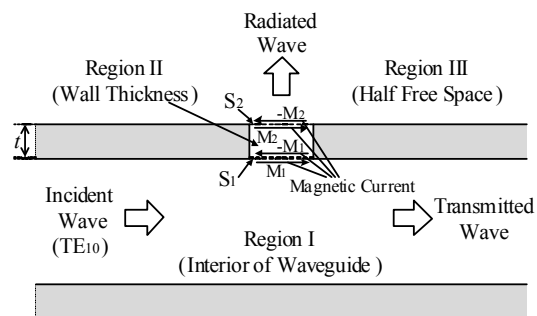 Radiated
Wave
Region II
(Wall Thickness)
Region III
(Half Free Space)
S2
-M2
M2
t
-M1
M1
S1
Magnetic Current
Incident
Wave
(TE10)
Transmitted
Wave
Region I
(Interior of Waguide)